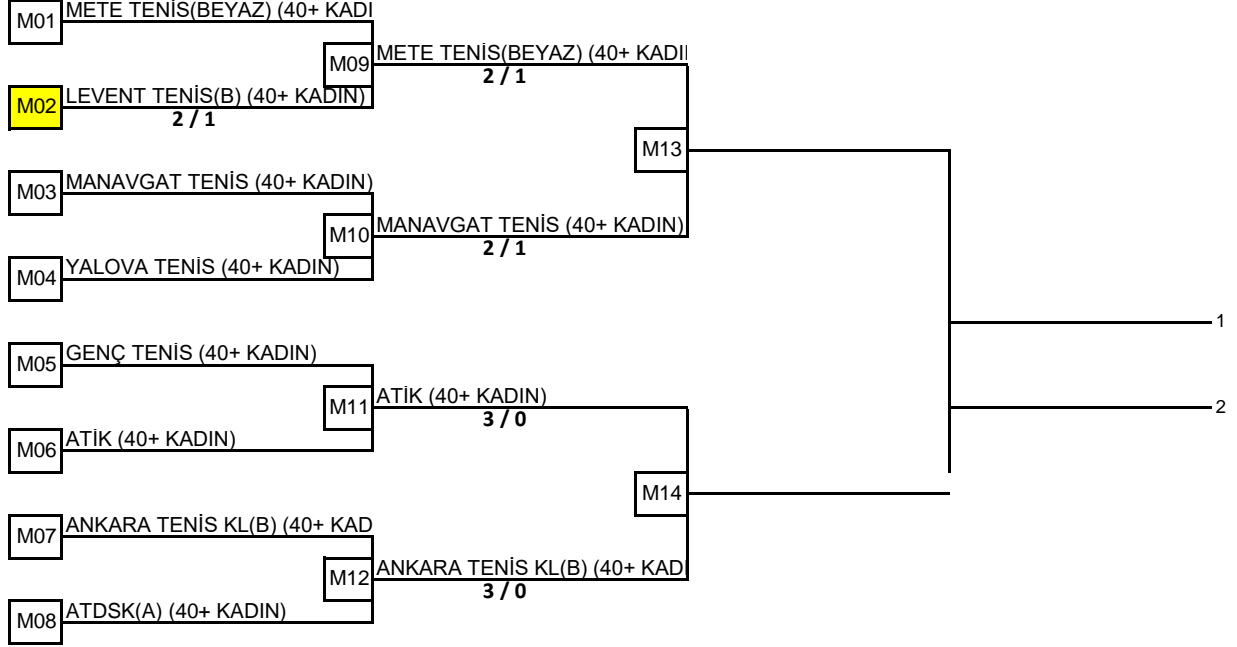 M01 METE TENİS(BEYAZ) (40+ KADI
M09 METE TENİS(BEYAZ) (40+ KADI
2 / 1
M02 LEVENT TENİS(B) (40+ KADIN)
2 / 1
M13
M03 MANAVGAT TENİS (40+ KADIN)
M10 MANAVGAT TENİS (40+ KADIN)
2 / 1
M04 YALOVA TENİS (40+ KADIN)
1
M05 GENÇ TENİS (40+ KADIN)
M11 ATİK (40+ KADIN)
3 / 0
2
M06 ATİK (40+ KADIN)
M14
M07 ANKARA TENİS KL(B) (40+ KAD
M12 ANKARA TENİS KL(B) (40+ KAD
3 / 0
M08 ATDSK(A) (40+ KADIN)